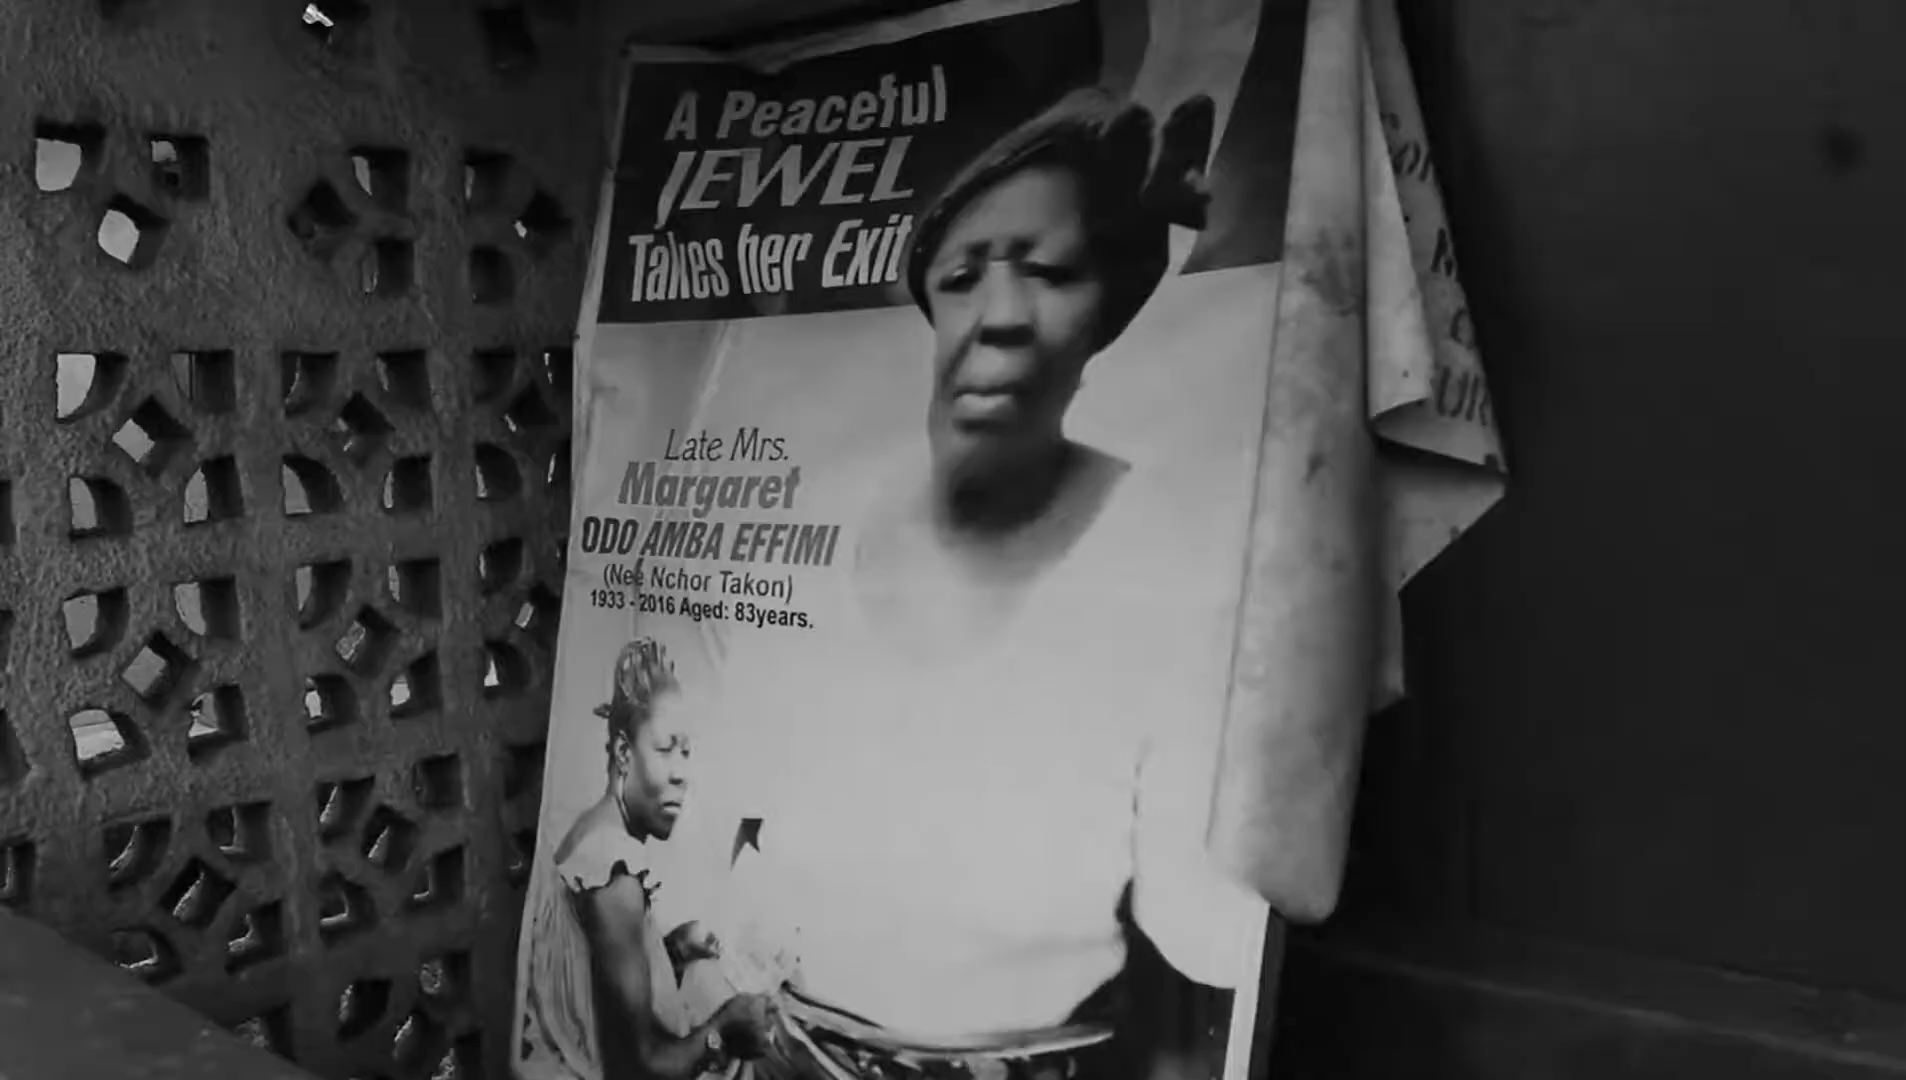 A Peaceful
JEWEL
Takes her Exit
Late Mrs.
Margaret
ODO AMBA EFFIMI
(Nee Nchor Takon)
1933 - 2016 Aged: 83years.